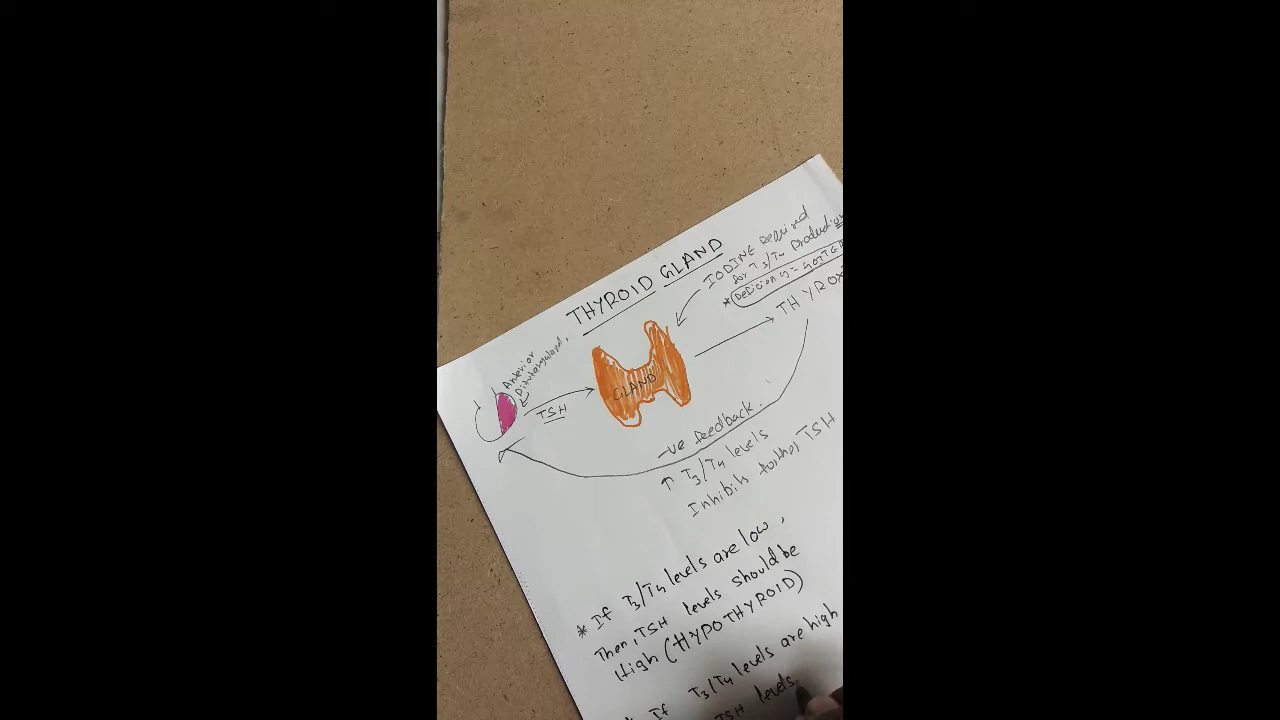 THYROID GLAND
IODINE Required
for T3/T4 Production
* Deficiency = GOITER
THYROX
Anterior
Pituitary gland.
TSH
GLAND
-ve feedback.
↑ T3/T4 levels
Inhibits further TSH
* If T3/T4 levels are low,
Then, TSH levels should be
High (HYPOTHYROID)
* If T3/T4 levels are high
TSH levels